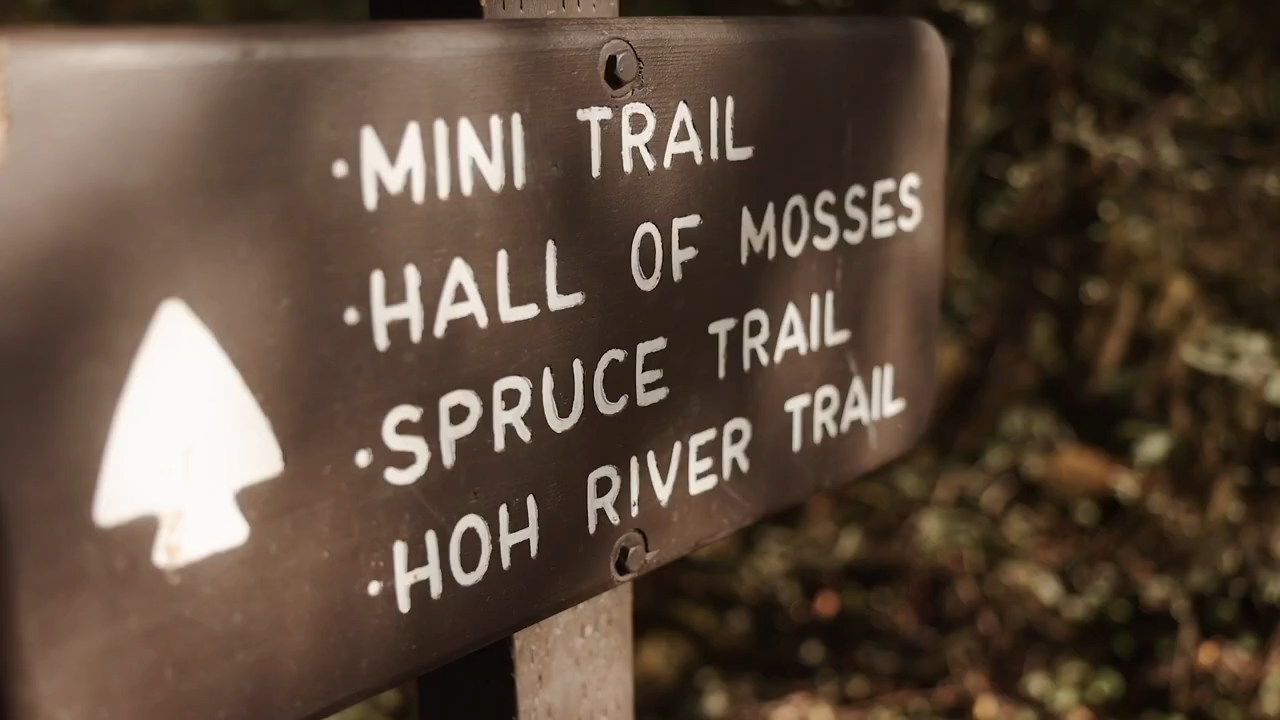 ·MINI TRAIL
·HALL OF MOSSES
·SPRUCE TRAIL
·HOH RIVER TRAIL